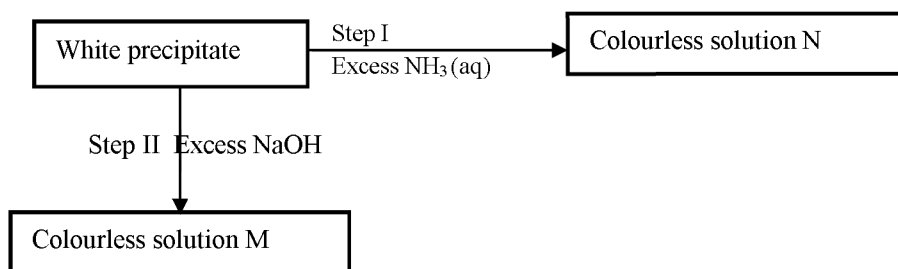 White precipitate
Step I
Excess NH₃ (aq)
Colourless solution N
Step II Excess NaOH
Colourless solution M